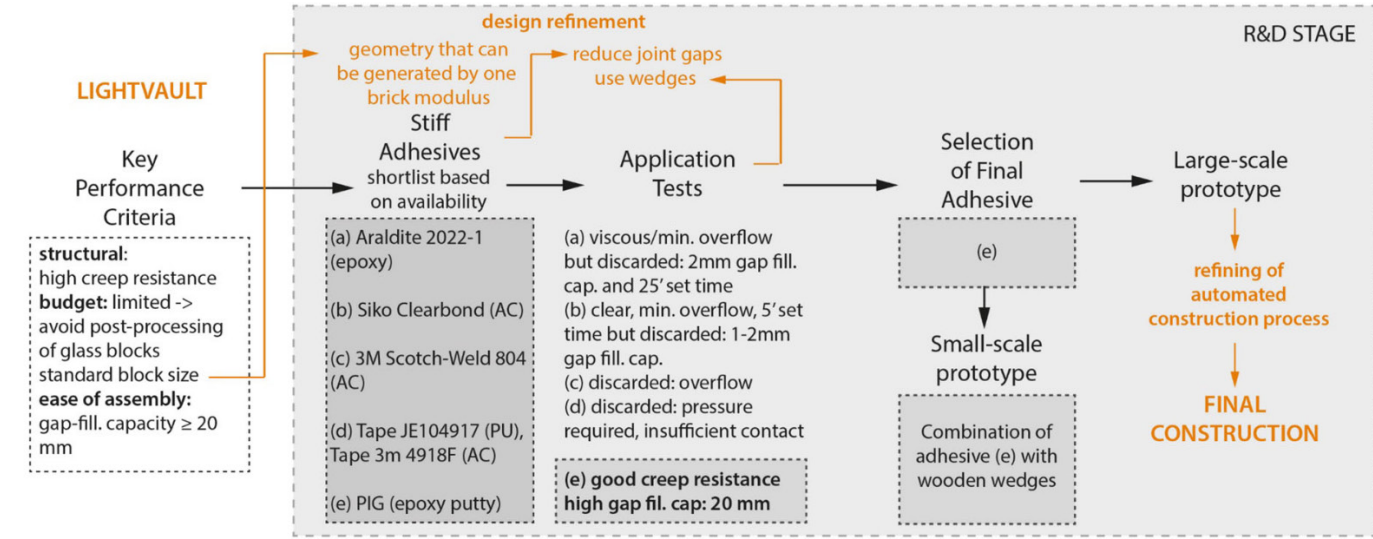 R&D STAGE
design refinement
geometry that can
be generated by one
brick modulus
reduce joint gaps
use wedges
LIGHTVAULT
Key
Performance
Criteria
structural:
high creep resistance
budget: limited ->
avoid post-processing
of glass blocks
standard block size
ease of assembly:
gap-fill. capacity ≥ 20
mm
Stiff
Adhesives
shortlist based
on availability
(a) Araldite 2022-1
(epoxy)
(b) Siko Clearbond (AC)
(c) 3M Scotch-Weld 804
(AC)
(d) Tape JE104917 (PU),
Tape 3m 4918F (AC)
(e) PIG (epoxy putty)
Application
Tests
(a) viscous/min. overflow
but discarded: 2mm gap fill.
cap. and 25’ set time
(b) clear, min. overflow, 5’ set
time but discarded: 1-2mm
gap fill. cap.
(c) discarded: overflow
(d) discarded: pressure
required, insufficient contact
(e) good creep resistance
high gap fil. cap: 20 mm
Selection
of Final
Adhesive
(e)
Small-scale
prototype
Combination of
adhesive (e) with
wooden wedges
Large-scale
prototype
refining of
automated
construction process
FINAL
CONSTRUCTION